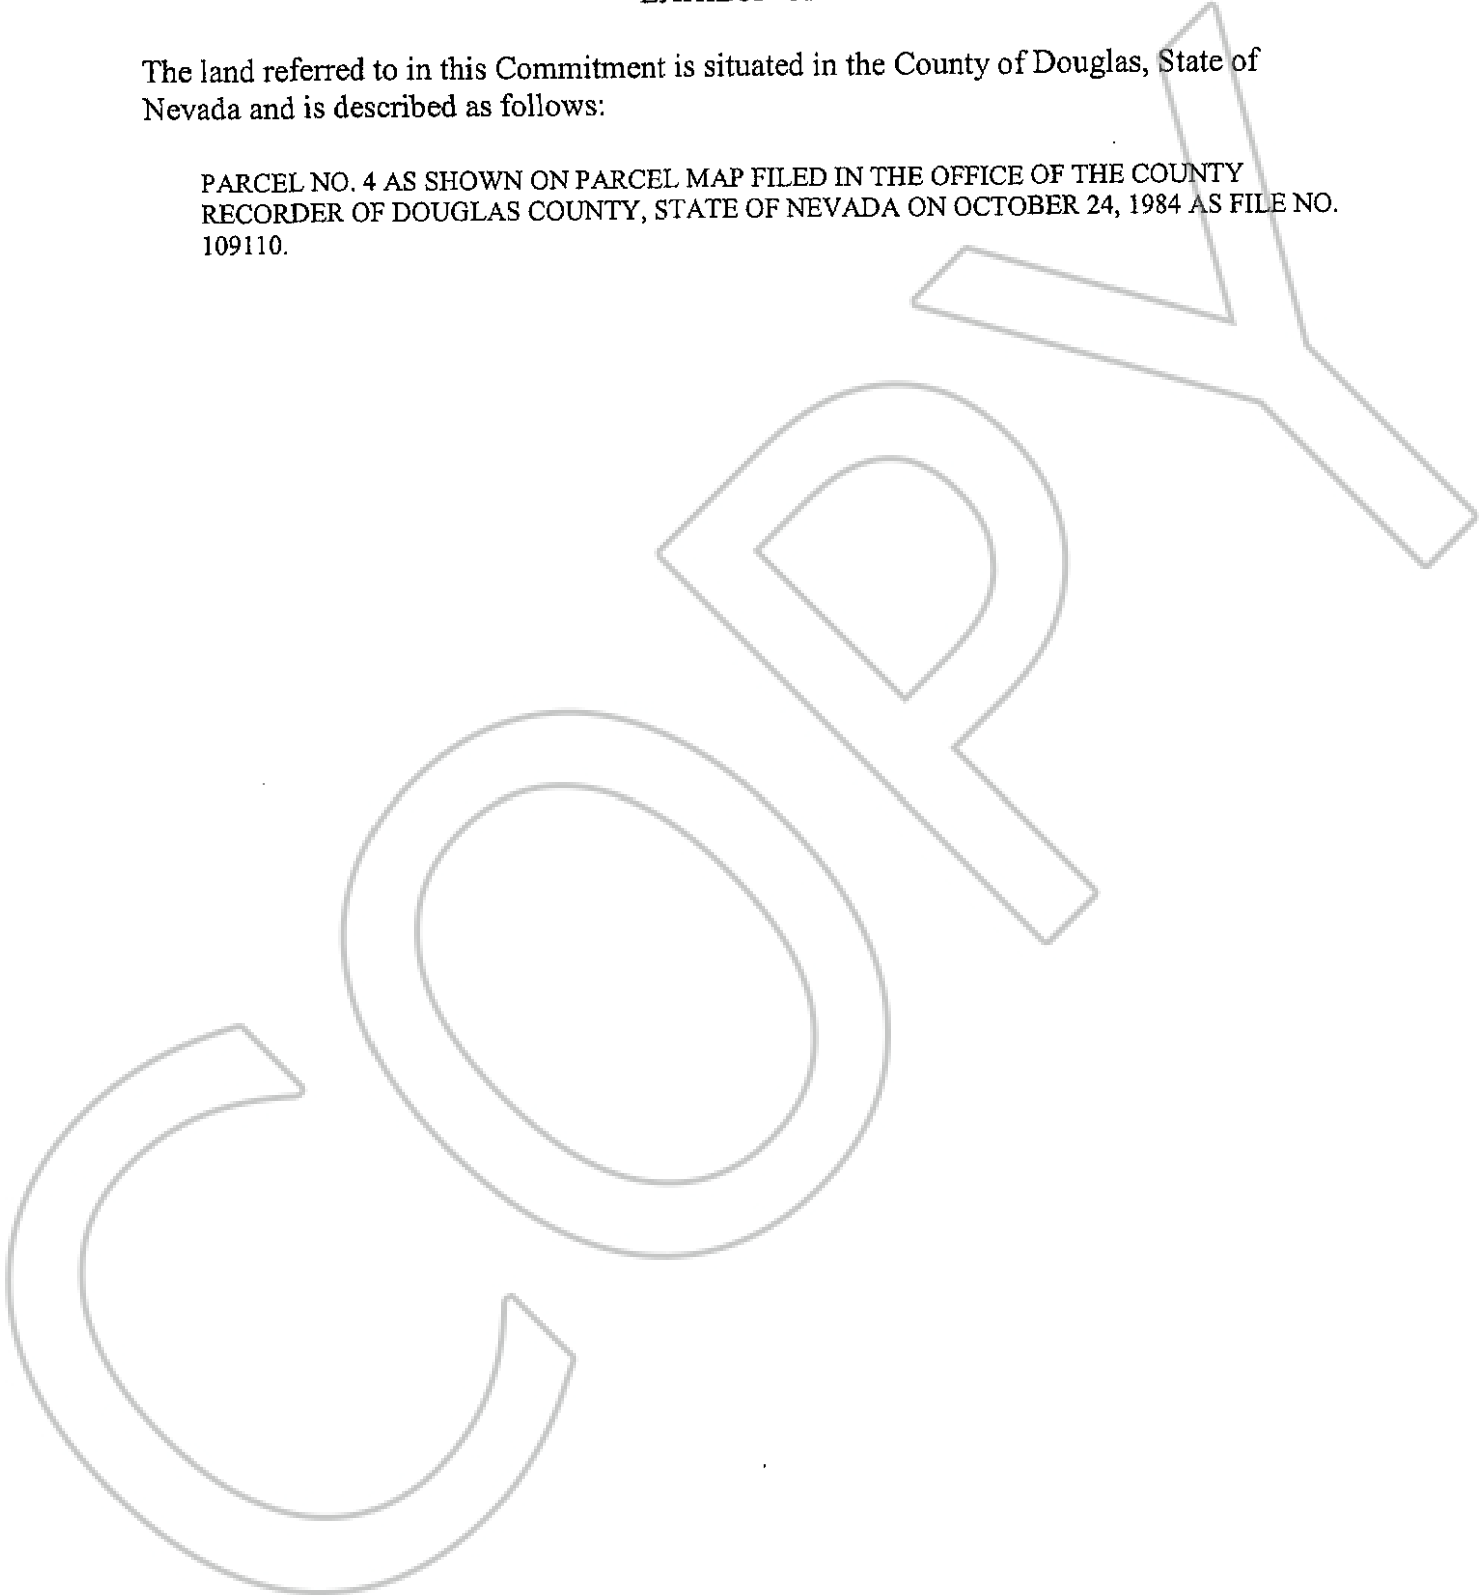 The land referred to in this Commitment is situated in the County of Douglas, State of
Nevada and is described as follows:
PARCEL NO. 4 AS SHOWN ON PARCEL MAP FILED IN THE OFFICE OF THE COUNTY
RECORDER OF DOUGLAS COUNTY, STATE OF NEVADA ON OCTOBER 24, 1984 AS FILE NO.
109110.
COPY